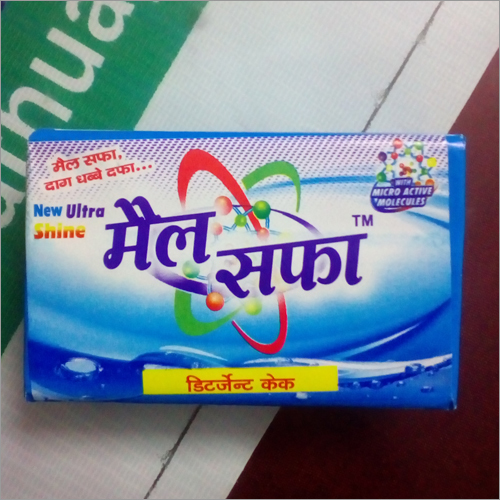 मैल सफा,
दाग धब्बे दफा...
New Ultra
Shine
मैल
सफा
TM
WITH
MICRO ACTIVE
MOLECULES
डिटर्जेन्ट केक